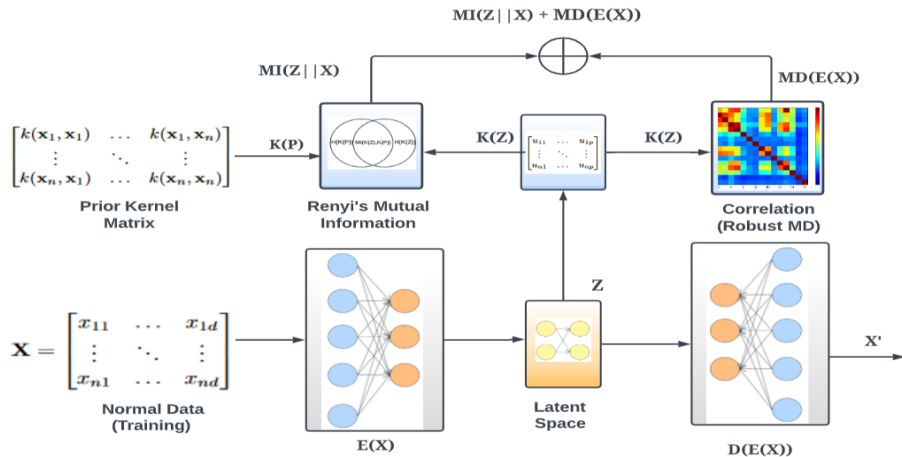 MI(Z||X) + MD(E(X))
MI(Z||X)
MD(E(X))
k(x₁, x₁) … k(x₁, xₙ)
⋮ ⋱ ⋮
k(xₙ, x₁) … k(xₙ, xₙ)
K(P)
H(K(P)) MI(K(Z),K(P)) H(K(Z))
K(Z)
u₁₁ … u₁ₚ
⋮ ⋱ ⋮
uₙ₁ … uₙₚ
K(Z)
Prior Kernel
Matrix
Renyi's Mutual
Information
Correlation
(Robust MD)
Z
X = x₁₁ … x₁d
⋮ ⋱ ⋮
xₙ₁ … xₙd
X'
Normal Data
(Training)
E(X)
Latent
Space
D(E(X))